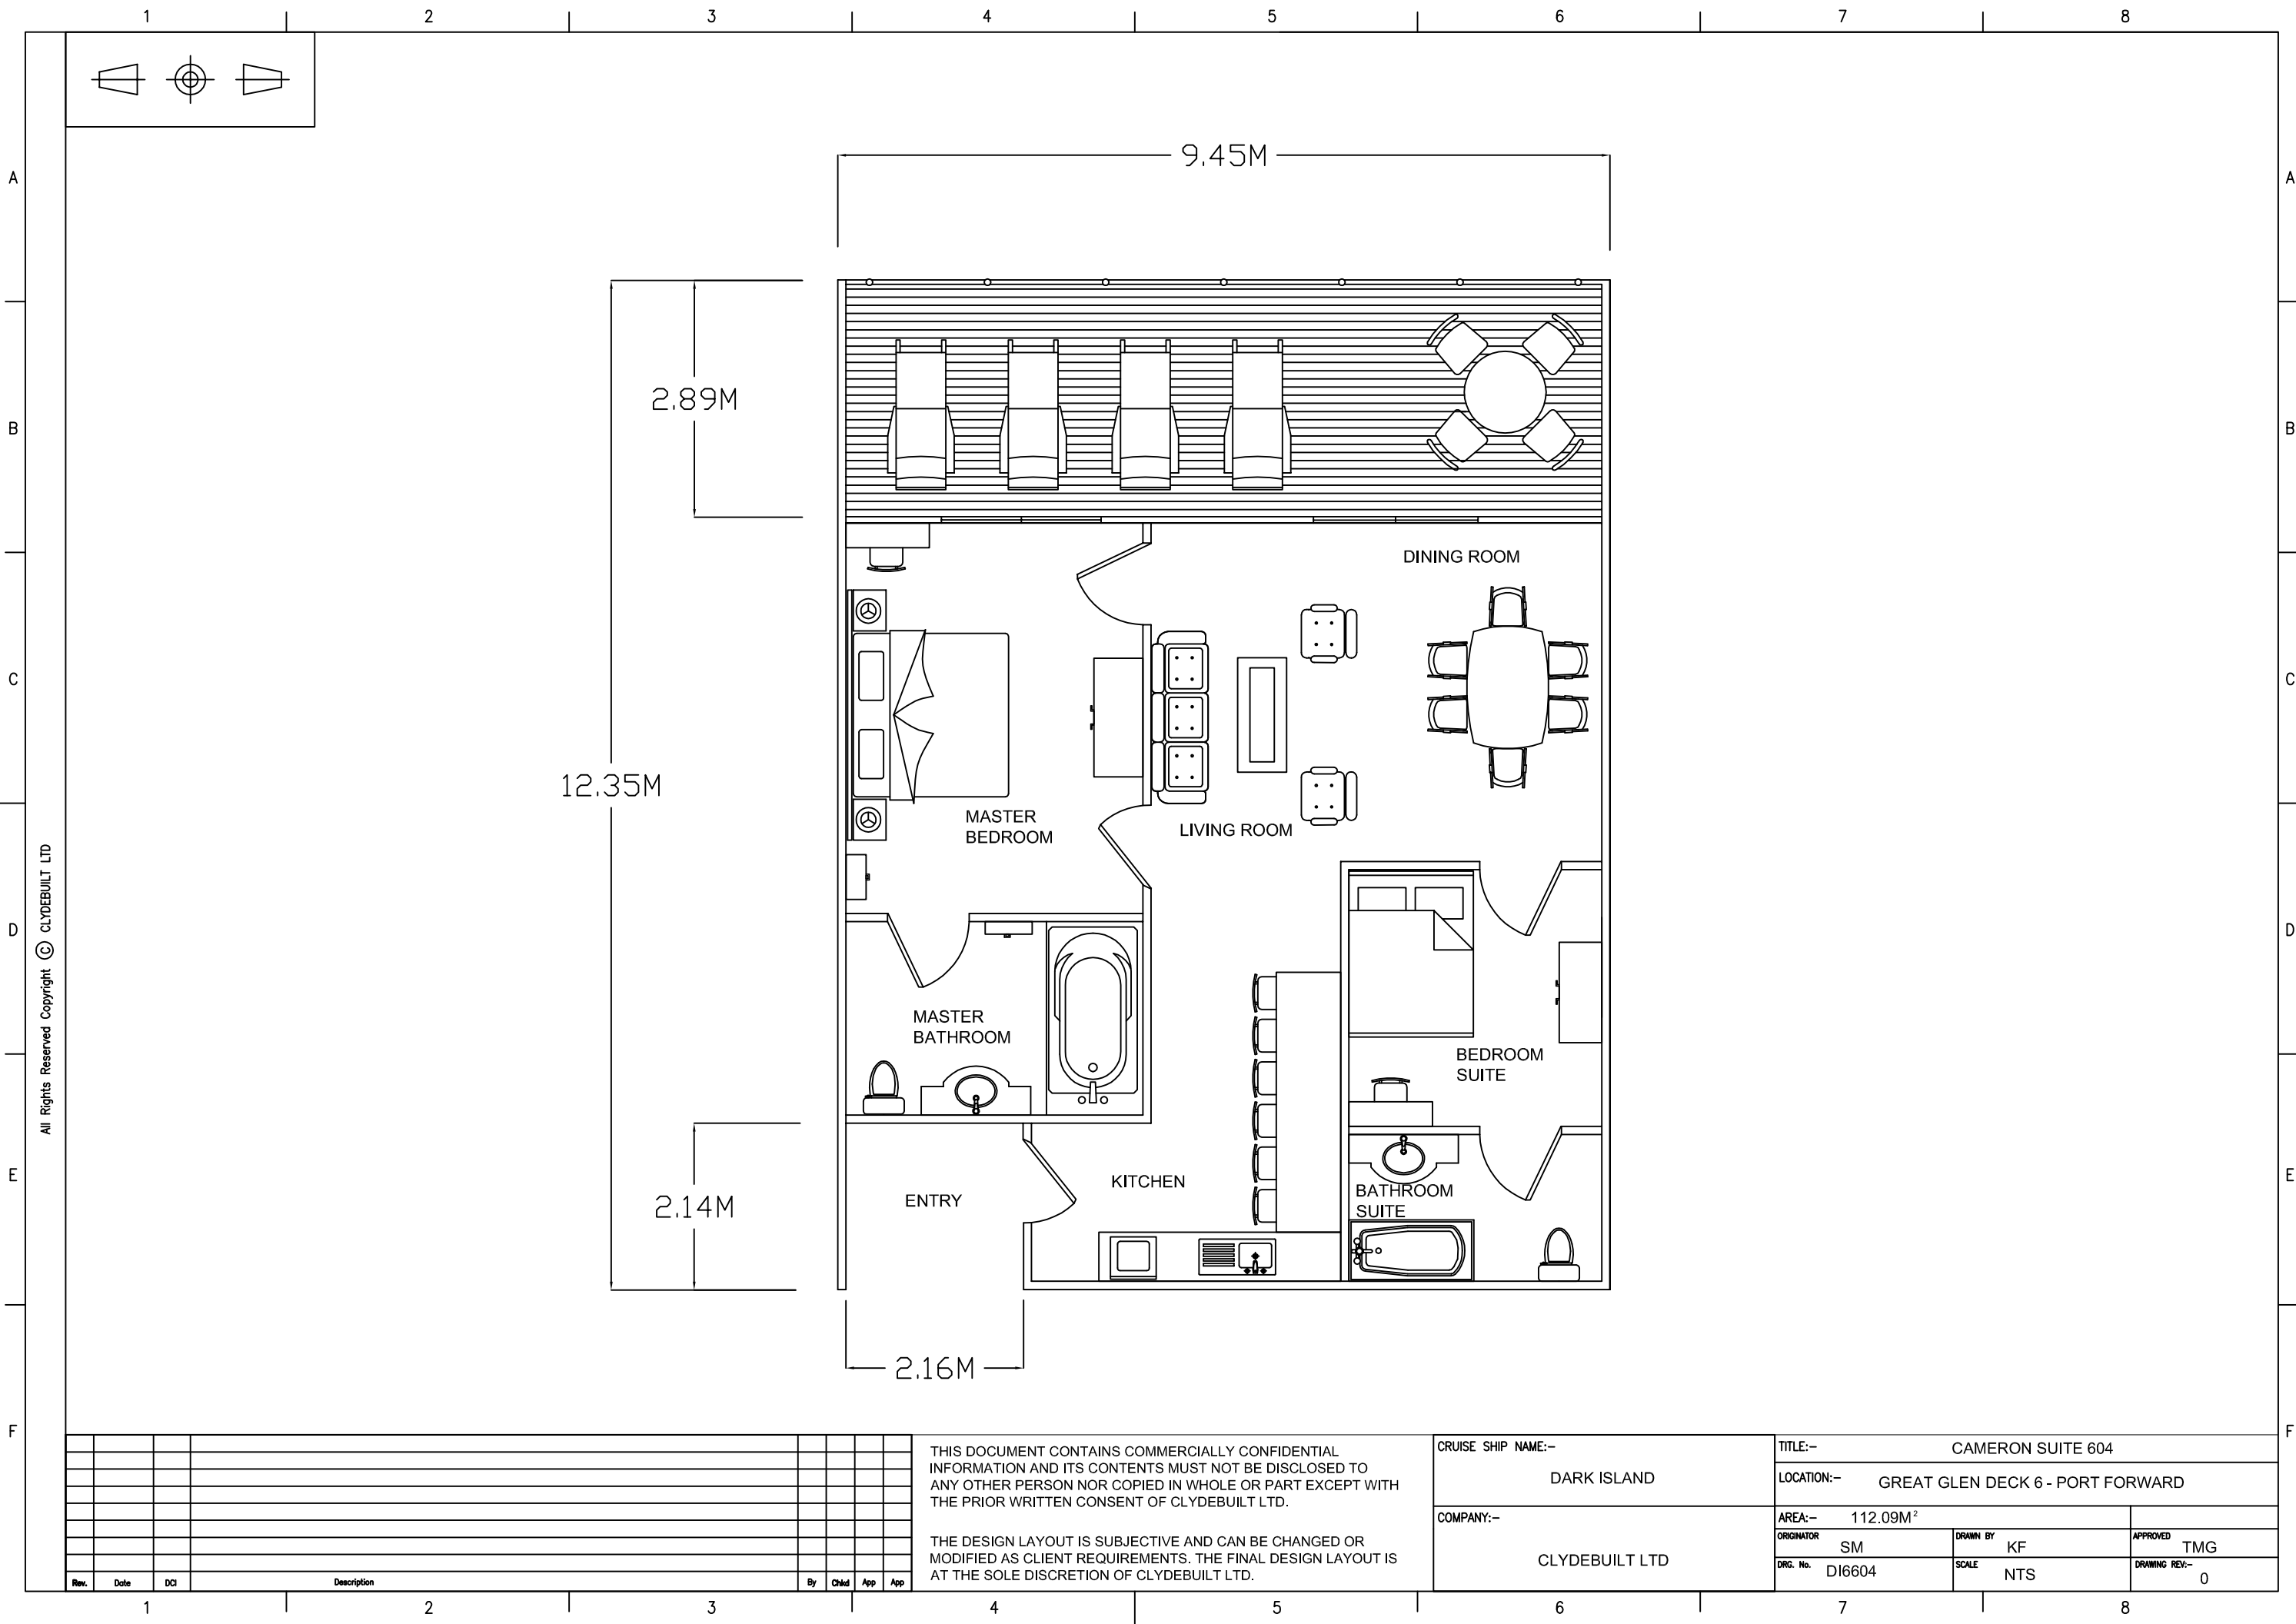 1 2 3 4 5 6 7 8
A A
B B
C C
D D
E E
F F
9.45M
2.89M
12.35M
2.14M
2.16M
DINING ROOM
MASTER
BEDROOM
LIVING ROOM
MASTER
BATHROOM
BEDROOM
SUITE
KITCHEN
ENTRY
BATHROOM
SUITE
All Rights Reserved Copyright © CLYDEBUILT LTD
Rev. Date DCI Description By Chkd App App
THIS DOCUMENT CONTAINS COMMERCIALLY CONFIDENTIAL
INFORMATION AND ITS CONTENTS MUST NOT BE DISCLOSED TO
ANY OTHER PERSON NOR COPIED IN WHOLE OR PART EXCEPT WITH
THE PRIOR WRITTEN CONSENT OF CLYDEBUILT LTD.
THE DESIGN LAYOUT IS SUBJECTIVE AND CAN BE CHANGED OR
MODIFIED AS CLIENT REQUIREMENTS. THE FINAL DESIGN LAYOUT IS
AT THE SOLE DISCRETION OF CLYDEBUILT LTD.
CRUISE SHIP NAME:-
DARK ISLAND
COMPANY:-
CLYDEBUILT LTD
TITLE:- CAMERON SUITE 604
LOCATION:- GREAT GLEN DECK 6 - PORT FORWARD
AREA:- 112.09M²
ORIGINATOR SM DRAWN BY KF APPROVED TMG
DRG. No. DI6604 SCALE NTS DRAWING REV:- 0
1 2 3 4 5 6 7 8